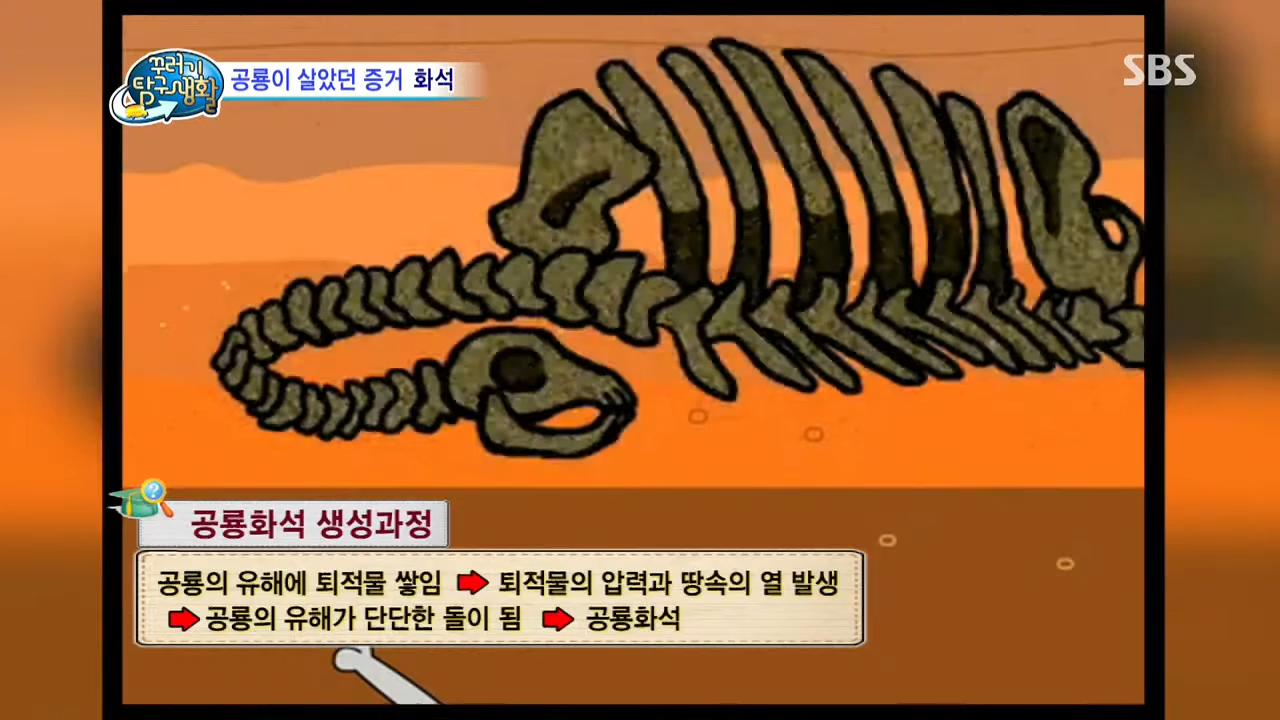 꾸러기
탐구생활
공룡이 살았던 증거 화석
SBS
공룡화석 생성과정
공룡의 유해에 퇴적물 쌓임 ➡ 퇴적물의 압력과 땅속의 열 발생
➡ 공룡의 유해가 단단한 돌이 됨 ➡ 공룡화석